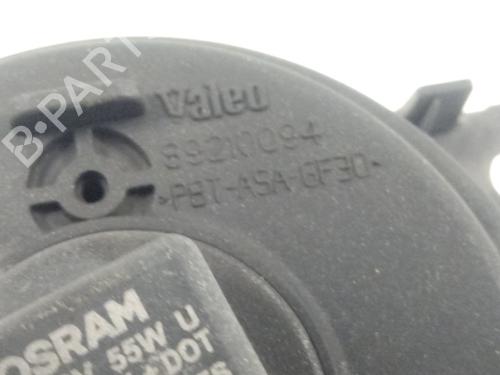 B-PARTS
Valeo
89210094
>PBT-ASA-GF30<
OSRAM
V 55W U
+DOT